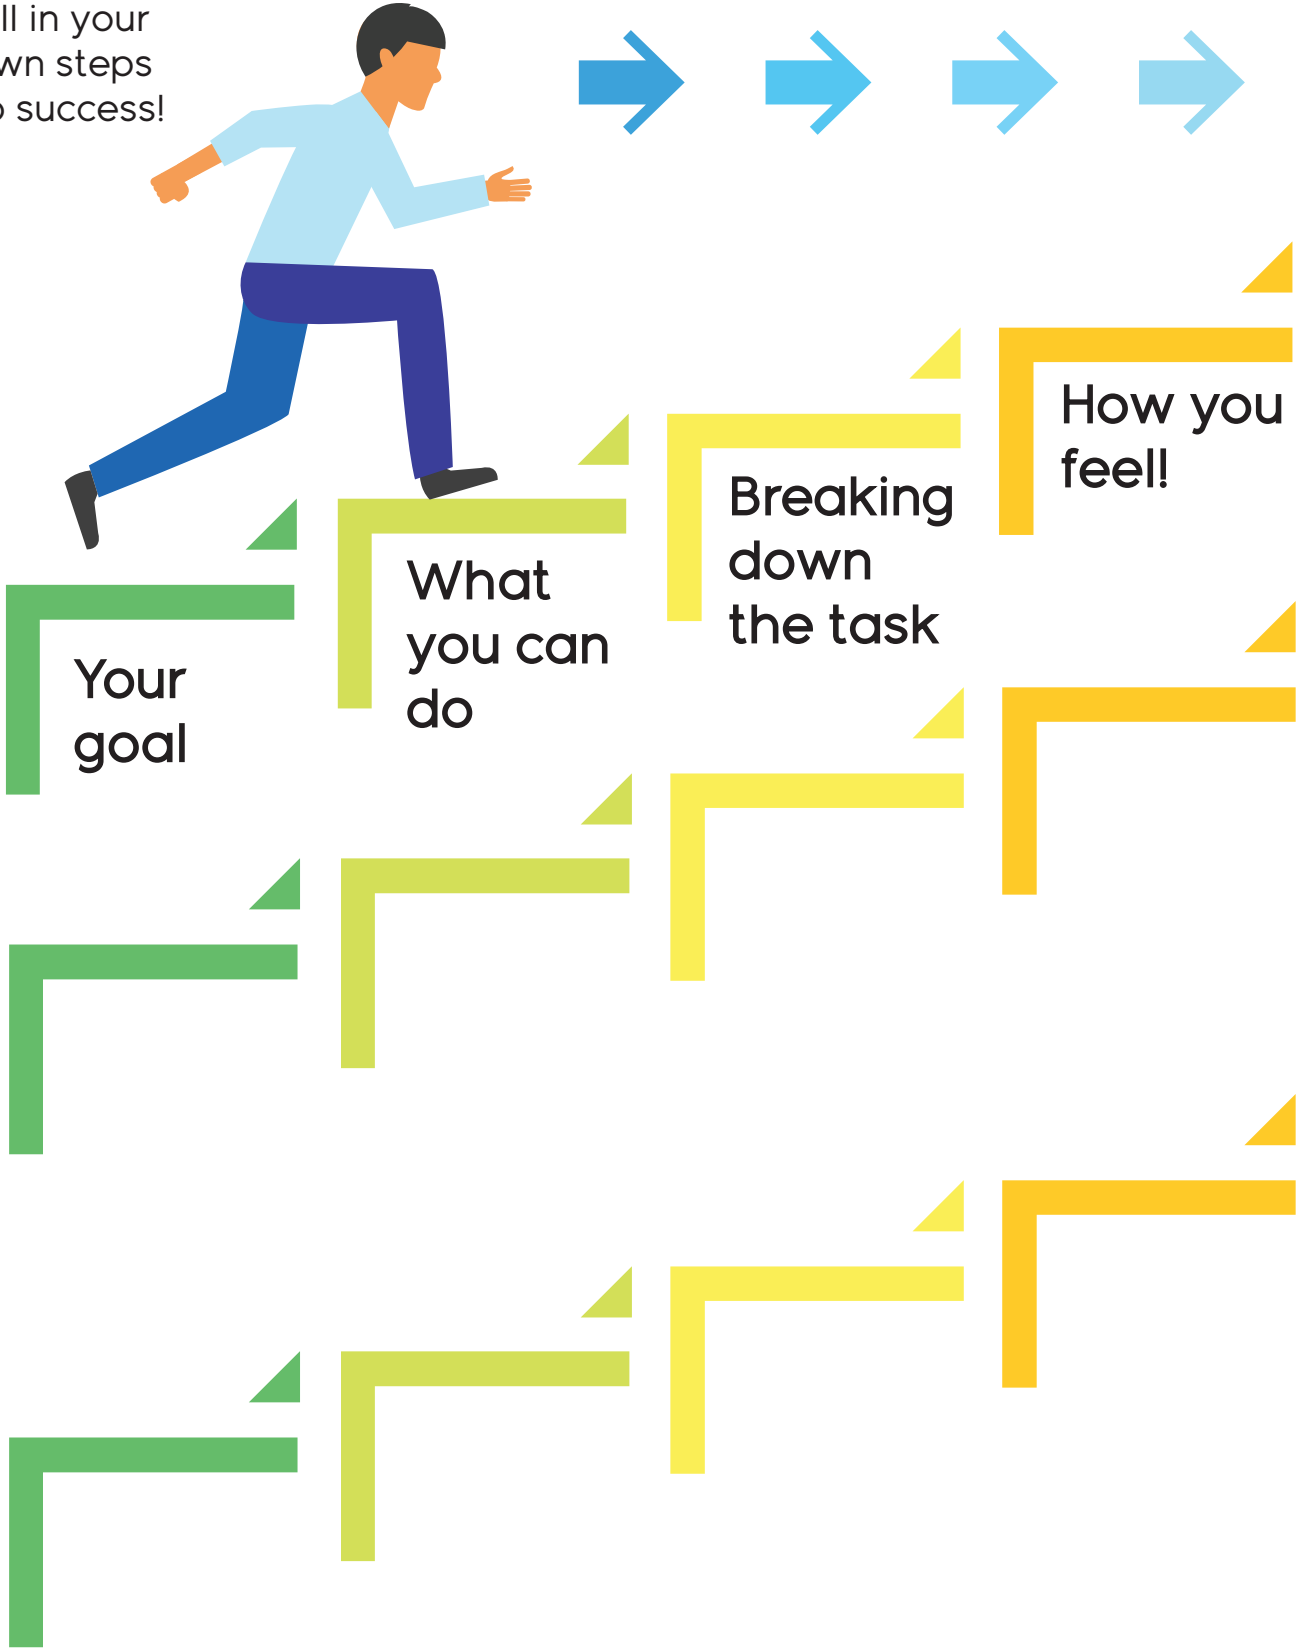 ll in your
wn steps
success!
Your
goal
What
you can
do
Breaking
down
the task
How you
feel!